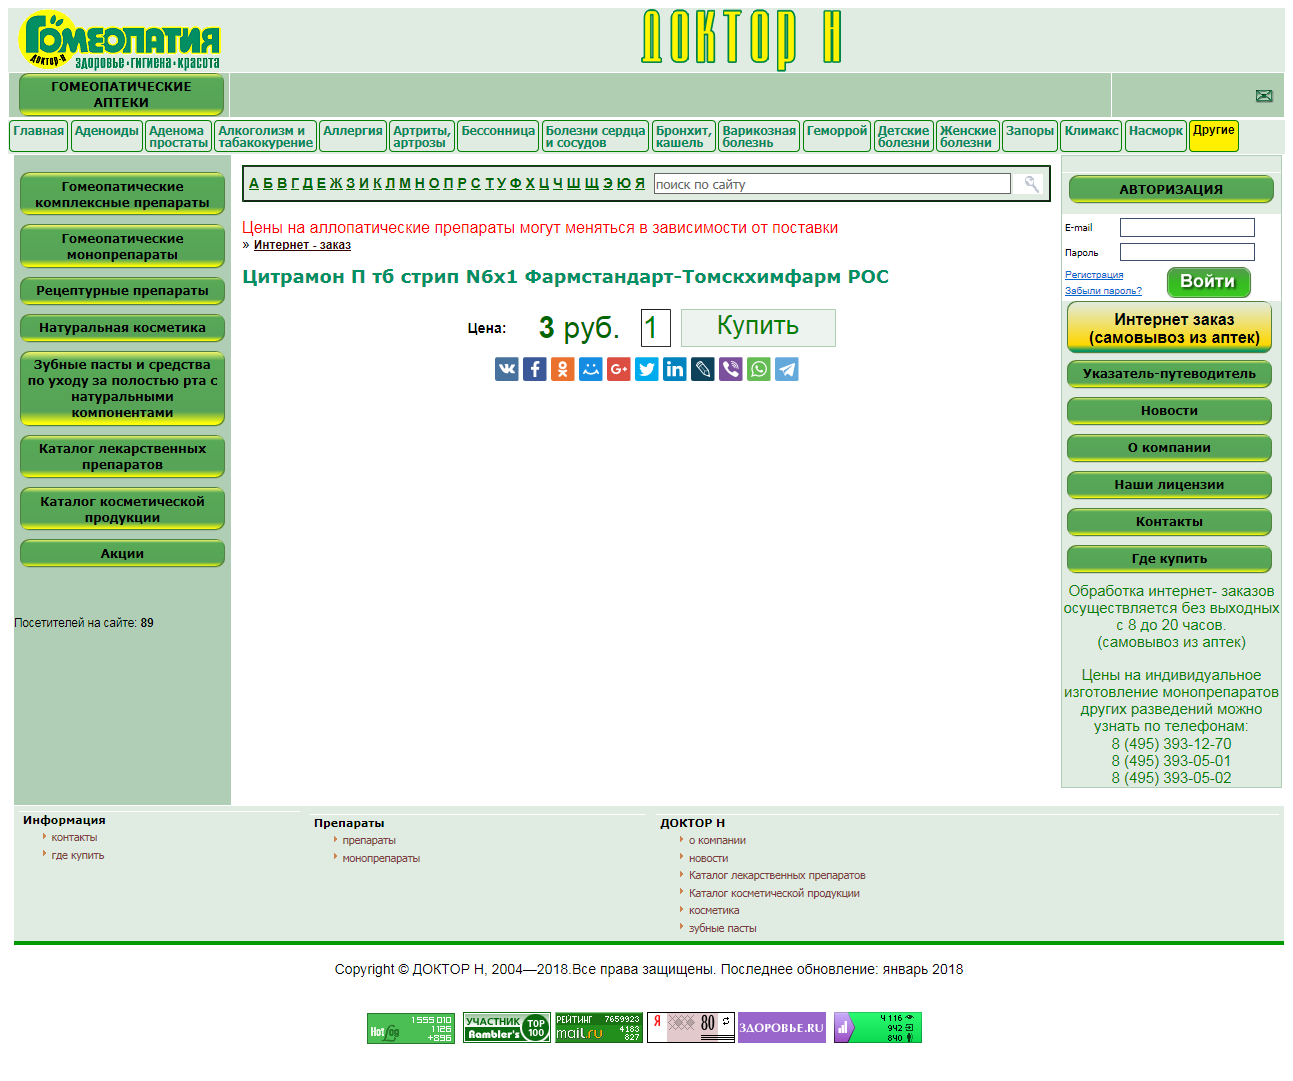 ГОМЕОПАТИЯ
ДОКТОР-Н
здоровье•гигиена•красота
ДОКТОР Н
ГОМЕОПАТИЧЕСКИЕ
АПТЕКИ
Главная
Аденоиды
Аденома
простаты
Алкоголизм и
табакокурение
Аллергия
Артриты,
артрозы
Бессонница
Болезни сердца
и сосудов
Бронхит,
кашель
Варикозная
болезнь
Геморрой
Детские
болезни
Женские
болезни
Запоры
Климакс
Насморк
Другие
Гомеопатические
комплексные препараты
Гомеопатические
монопрепараты
Рецептурные препараты
Натуральная косметика
Зубные пасты и средства
по уходу за полостью рта с
натуральными
компонентами
Каталог лекарственных
препаратов
Каталог косметической
продукции
Акции
Посетителей на сайте: 89
А Б В Г Д Е Ж З И К Л М Н О П Р С Т У Ф Х Ц Ч Ш Щ Э Ю Я
поиск по сайту
Цены на аллопатические препараты могут меняться в зависимости от поставки
» Интернет - заказ
Цитрамон П тб стрип N6x1 Фармстандарт-Томскхимфарм РОС
Цена: 3 руб. 1 Купить
АВТОРИЗАЦИЯ
E-mail
Пароль
Регистрация
Забыли пароль?
Войти
Интернет заказ
(самовывоз из аптек)
Указатель-путеводитель
Новости
О компании
Наши лицензии
Контакты
Где купить
Обработка интернет- заказов
осуществляется без выходных
с 8 до 20 часов.
(самовывоз из аптек)
Цены на индивидуальное
изготовление монопрепаратов
других разведений можно
узнать по телефонам:
8 (495) 393-12-70
8 (495) 393-05-01
8 (495) 393-05-02
Информация
контакты
где купить
Препараты
препараты
монопрепараты
ДОКТОР Н
о компании
новости
Каталог лекарственных препаратов
Каталог косметической продукции
косметика
зубные пасты
Copyright © ДОКТОР Н, 2004—2018.Все права защищены. Последнее обновление: январь 2018
HotLog
1555010
1126
+896
УЧАСТНИК
Rambler's
TOP
100
РЕЙТИНГ 7659923
mail.ru
4183
827
Я
80
ЗДОРОВЬЕ.RU
4 116
942
840